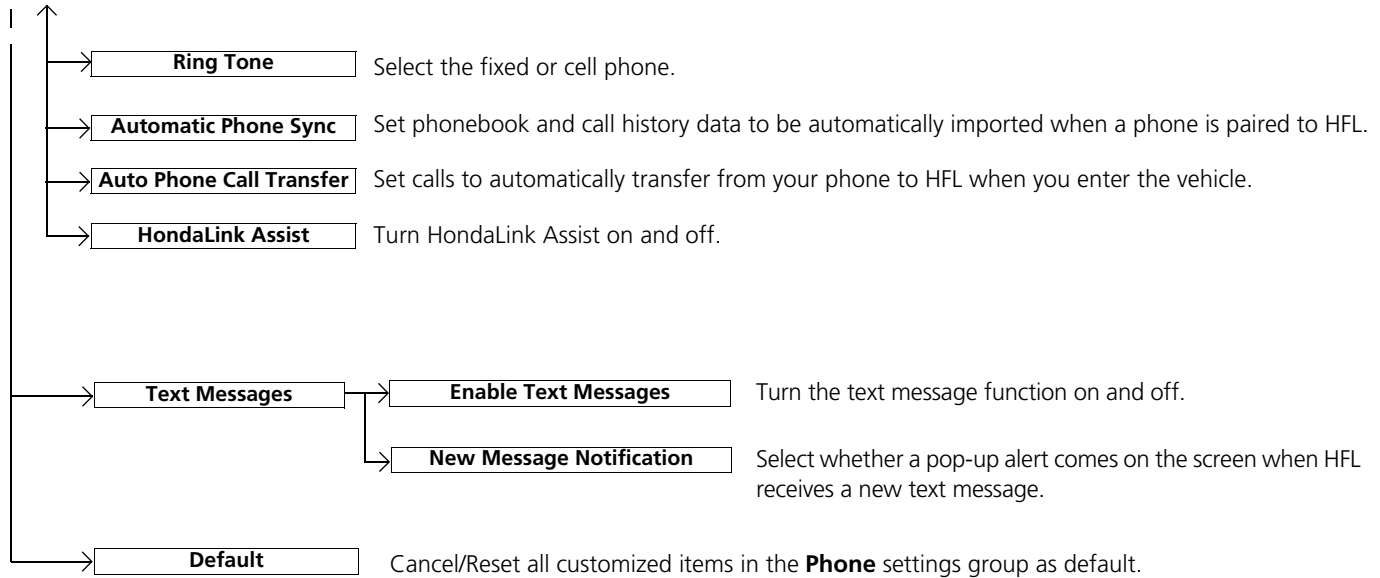 Ring Tone Select the fixed or cell phone.
Automatic Phone Sync Set phonebook and call history data to be automatically imported when a phone is paired to HFL.
Auto Phone Call Transfer Set calls to automatically transfer from your phone to HFL when you enter the vehicle.
HondaLink Assist Turn HondaLink Assist on and off.
Text Messages Enable Text Messages Turn the text message function on and off.
New Message Notification Select whether a pop-up alert comes on the screen when HFL
receives a new text message.
Default Cancel/Reset all customized items in the Phone settings group as default.